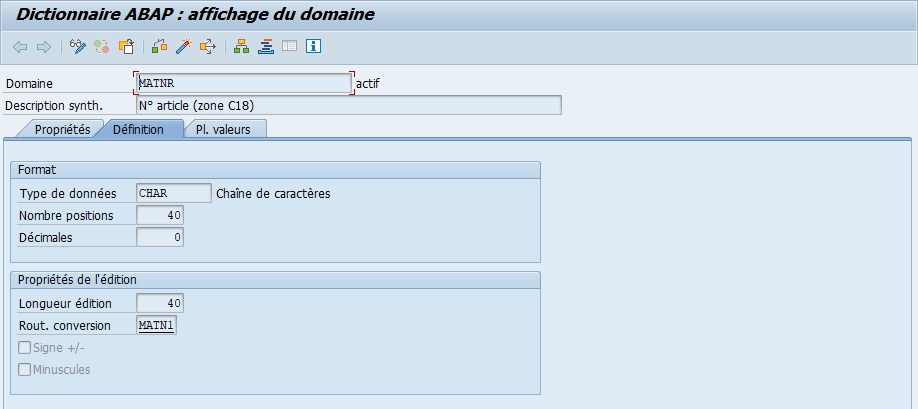 Dictionnaire ABAP : affichage du domaine
Domaine MATNR actif
Description synth. N° article (zone C18)
Propriétés Définition Pl. valeurs
Format
Type de données CHAR Chaîne de caractères
Nombre positions 40
Décimales 0
Propriétés de l'édition
Longueur édition 40
Rout. conversion MATN1
Signe +/-
Minuscules